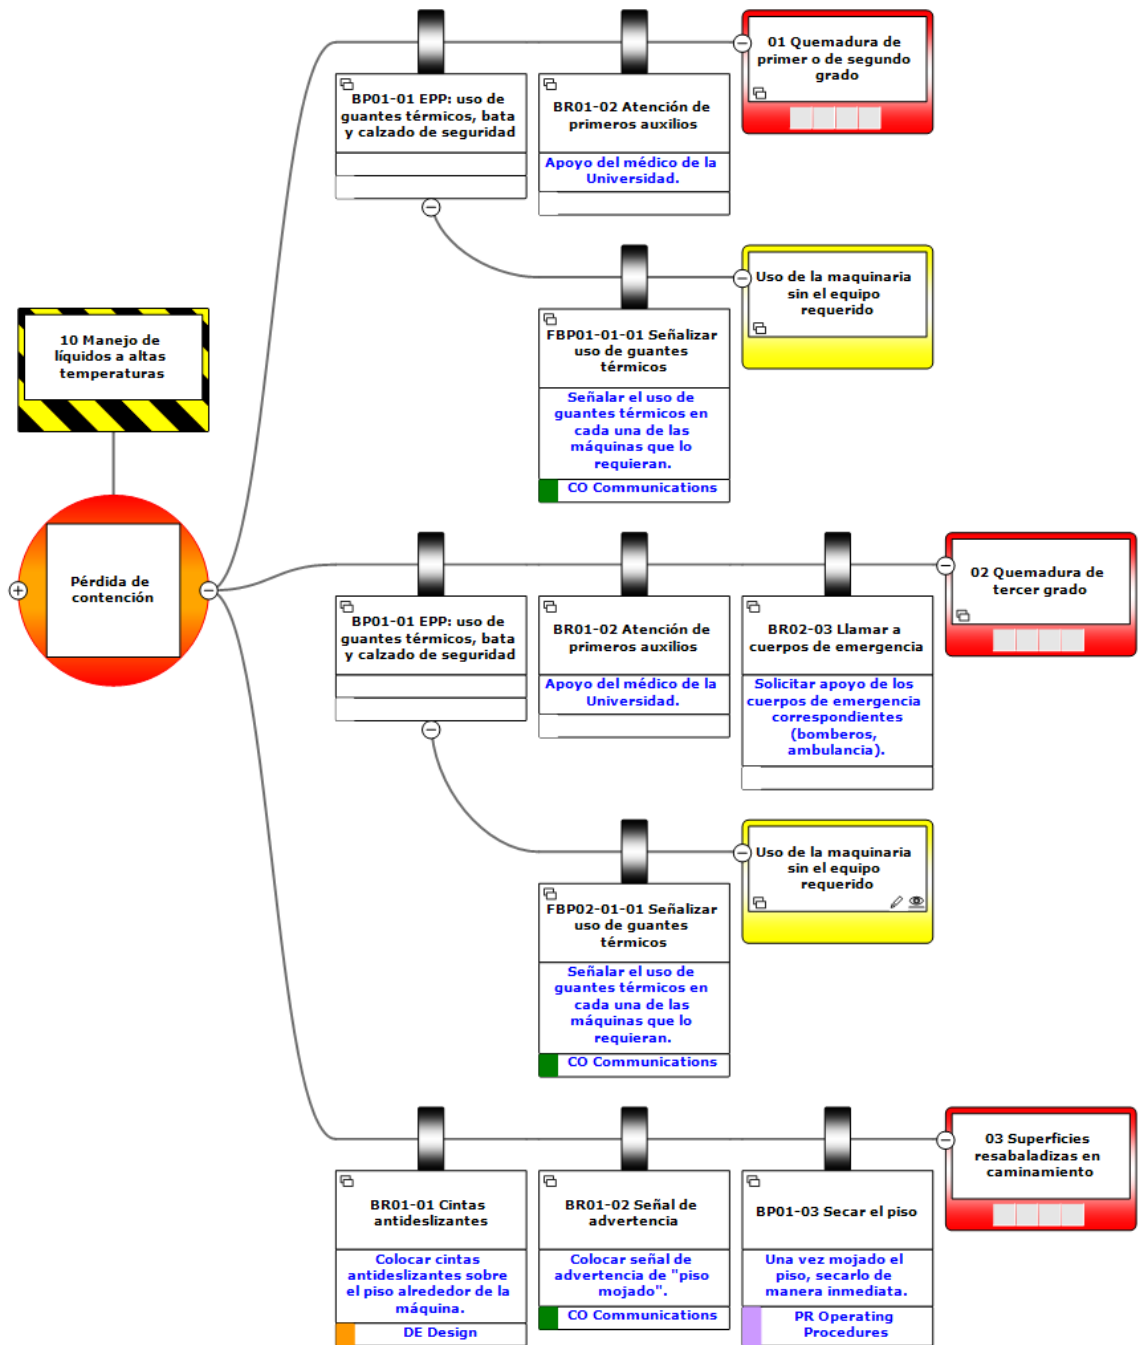 BP01-01 EPP: uso de
guantes térmicos, bata
y calzado de seguridad
BR01-02 Atención de
primeros auxilios
Apoyo del médico de la
Universidad.
01 Quemadura de
primer o de segundo
grado
FBP01-01-01 Señalizar
uso de guantes
térmicos
Señalar el uso de
guantes térmicos en
cada una de las
máquinas que lo
requieran.
CO Communications
Uso de la maquinaria
sin el equipo
requerido
10 Manejo de
líquidos a altas
temperaturas
Pérdida de
contención
BP01-01 EPP: uso de
guantes térmicos, bata
y calzado de seguridad
BR01-02 Atención de
primeros auxilios
Apoyo del médico de la
Universidad.
BR02-03 Llamar a
cuerpos de emergencia
Solicitar apoyo de los
cuerpos de emergencia
correspondientes
(bomberos,
ambulancia).
02 Quemadura de
tercer grado
FBP02-01-01 Señalizar
uso de guantes
térmicos
Señalar el uso de
guantes térmicos en
cada una de las
máquinas que lo
requieran.
CO Communications
Uso de la maquinaria
sin el equipo
requerido
BR01-01 Cintas
antideslizantes
Colocar cintas
antideslizantes sobre
el piso alrededor de la
máquina.
DE Design
BR01-02 Señal de
advertencia
Colocar señal de
advertencia de "piso
mojado".
CO Communications
BP01-03 Secar el piso
Una vez mojado el
piso, secarlo de
manera inmediata.
PR Operating
Procedures
03 Superficies
resabaladizas en
caminamiento